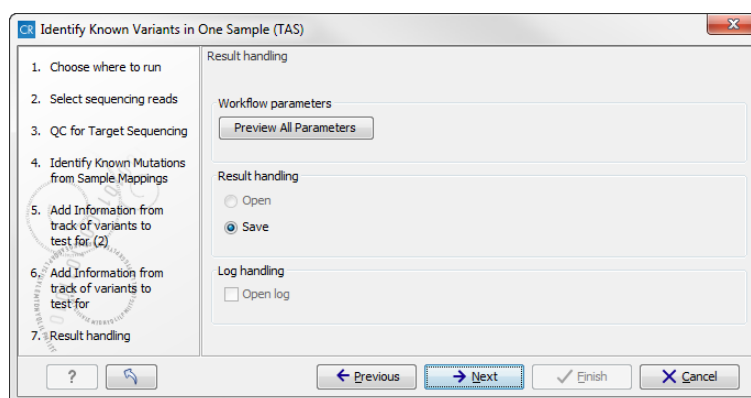 CR Identify Known Variants in One Sample (TAS)
1. Choose where to run
2. Select sequencing reads
3. QC for Target Sequencing
4. Identify Known Mutations
from Sample Mappings
5. Add Information from
track of variants to
test for (2)
6. Add Information from
track of variants to
test for
7. Result handling
Result handling
Workflow parameters
Preview All Parameters
Result handling
Open
Save
Log handling
Open log
?
Previous
Next
Finish
Cancel